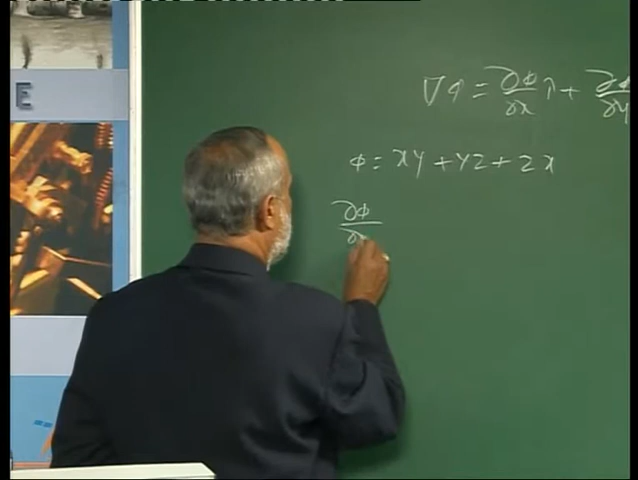 E
∇φ = ∂φ/∂x î + ∂φ/∂y
φ = xy + yz + zx
∂φ/∂x